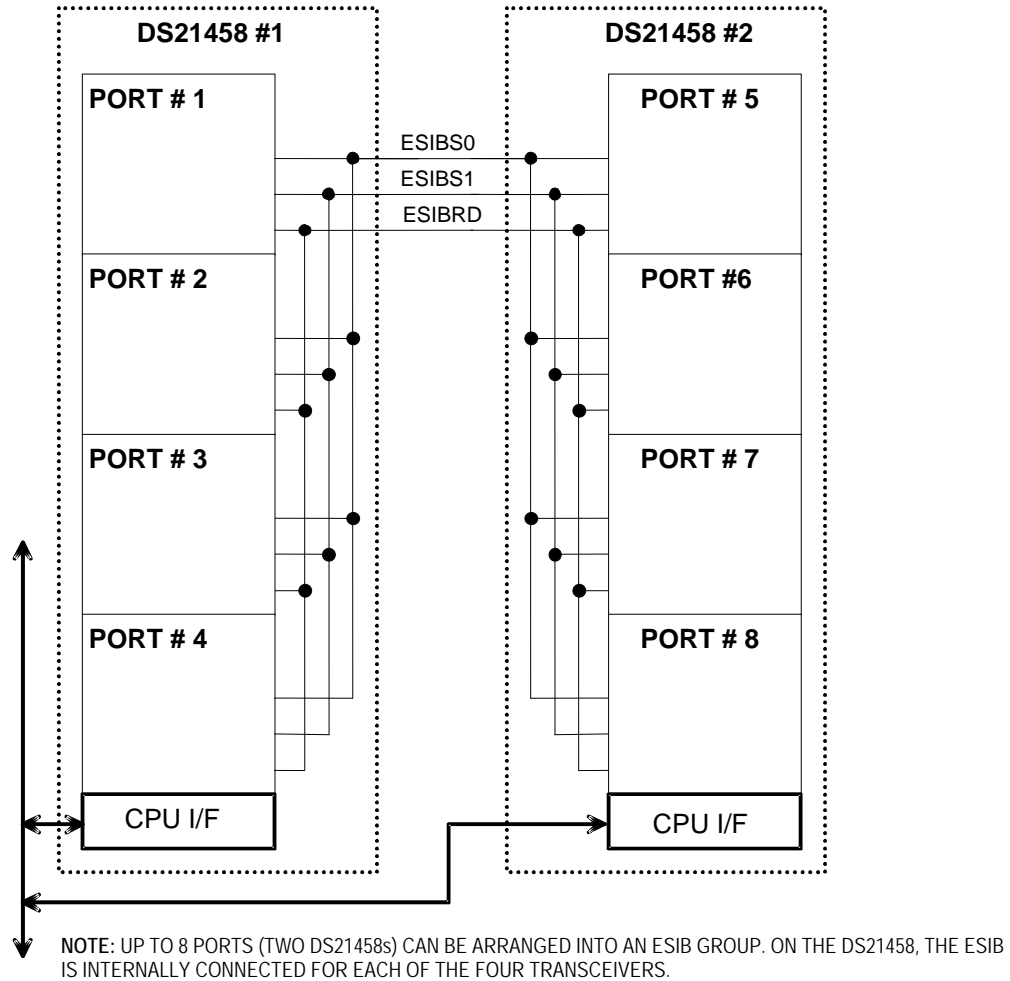 DS21458 #1
DS21458 #2
PORT # 1
PORT # 5
ESIBS0
ESIBS1
ESIBRD
PORT # 2
PORT #6
PORT # 3
PORT # 7
PORT # 4
PORT # 8
CPU I/F
CPU I/F
NOTE: UP TO 8 PORTS (TWO DS21458s) CAN BE ARRANGED INTO AN ESIB GROUP. ON THE DS21458, THE ESIB
IS INTERNALLY CONNECTED FOR EACH OF THE FOUR TRANSCEIVERS.